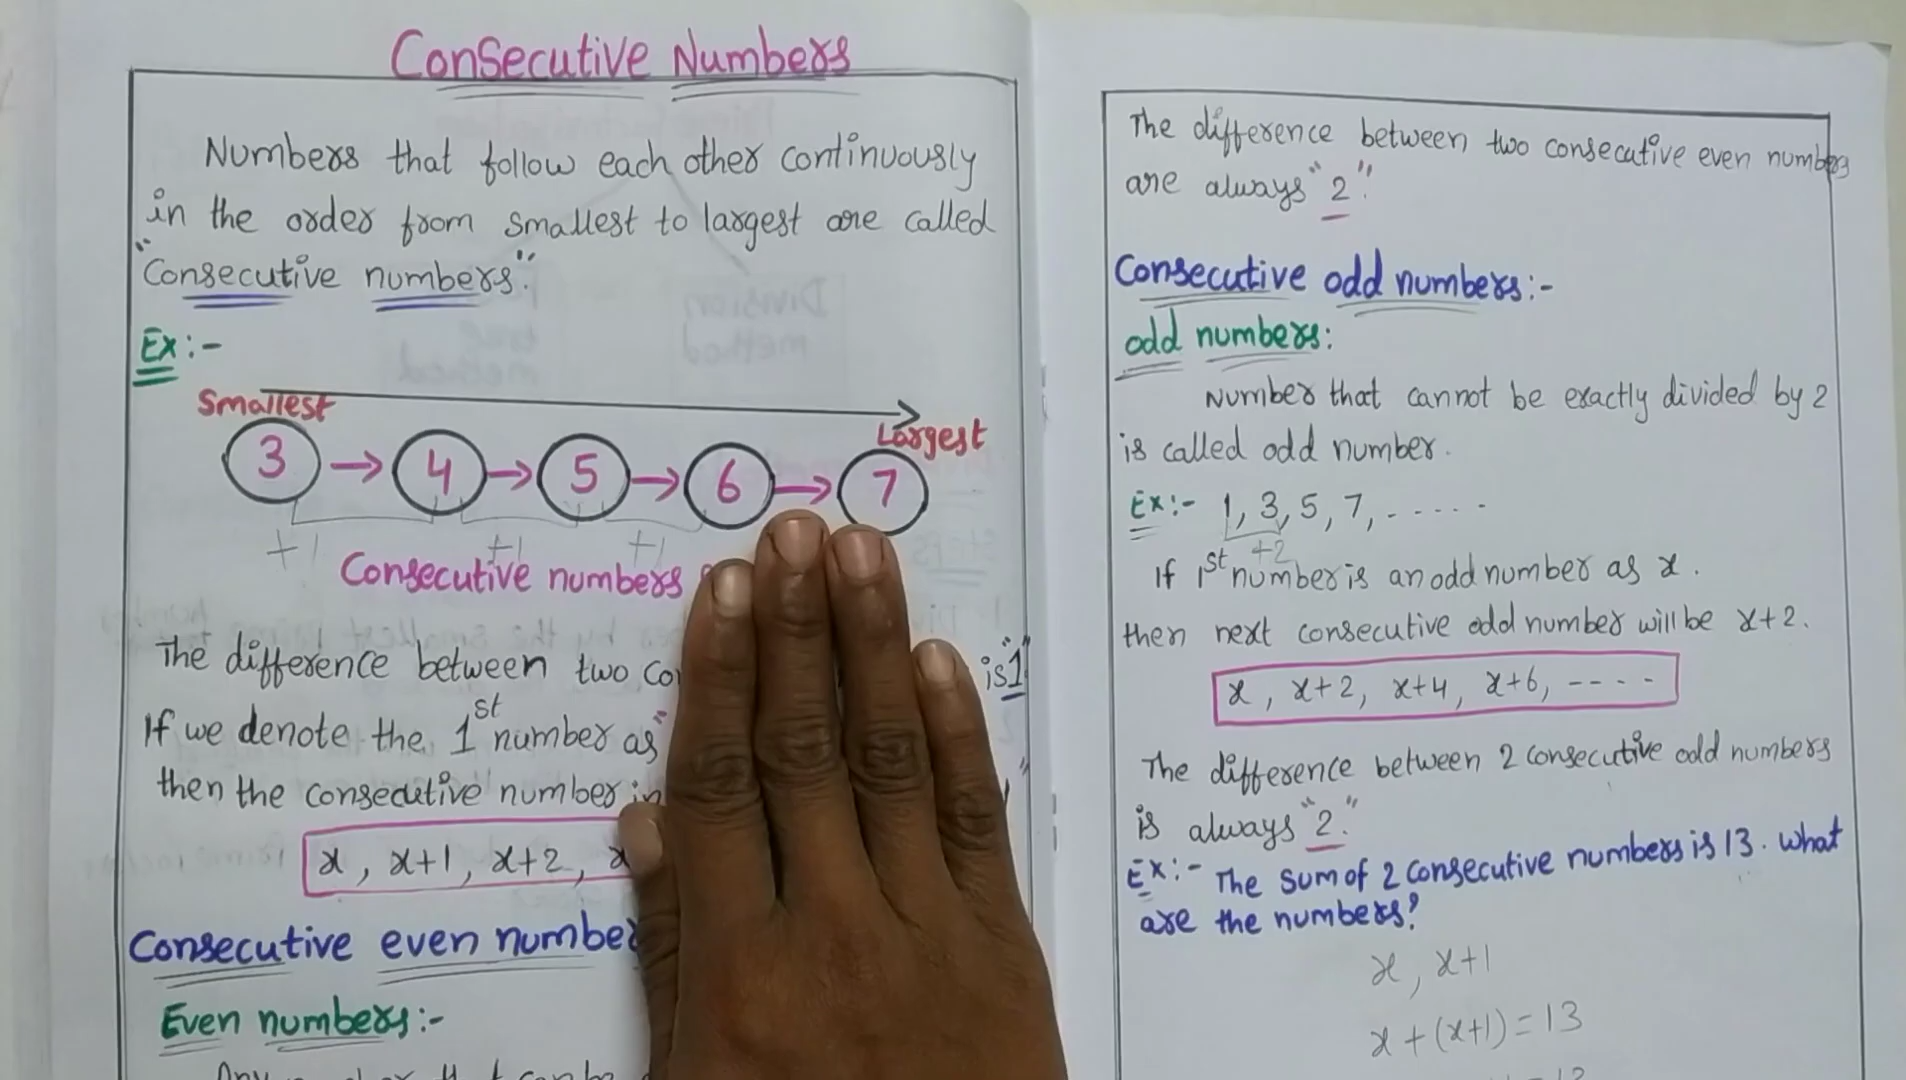 Consecutive Numbers
Numbers that follow each other continuously
in the order from smallest to largest are called
"Consecutive numbers".
Ex:-
Smallest
Largest
3 → 4 → 5 → 6 → 7
+1 +1 +1
Consecutive numbers
The difference between two is "1"
If we denote the 1st number as "
then the consecutive number in
x, x+1, x+2, x
Consecutive even number
Even numbers:-
The difference between two consecutive even numbers
are always "2".
Consecutive odd numbers:-
odd numbers:
Number that cannot be exactly divided by 2
is called odd number.
Ex:- 1, 3, 5, 7, - - - - -
+2
If 1st number is an odd number as x.
then next consecutive odd number will be x+2.
x, x+2, x+4, x+6, - - - -
The difference between 2 consecutive odd numbers
is always "2."
Ex:- The sum of 2 consecutive numbers is 13. what
are the numbers?
x, x+1
x + (x+1) = 13